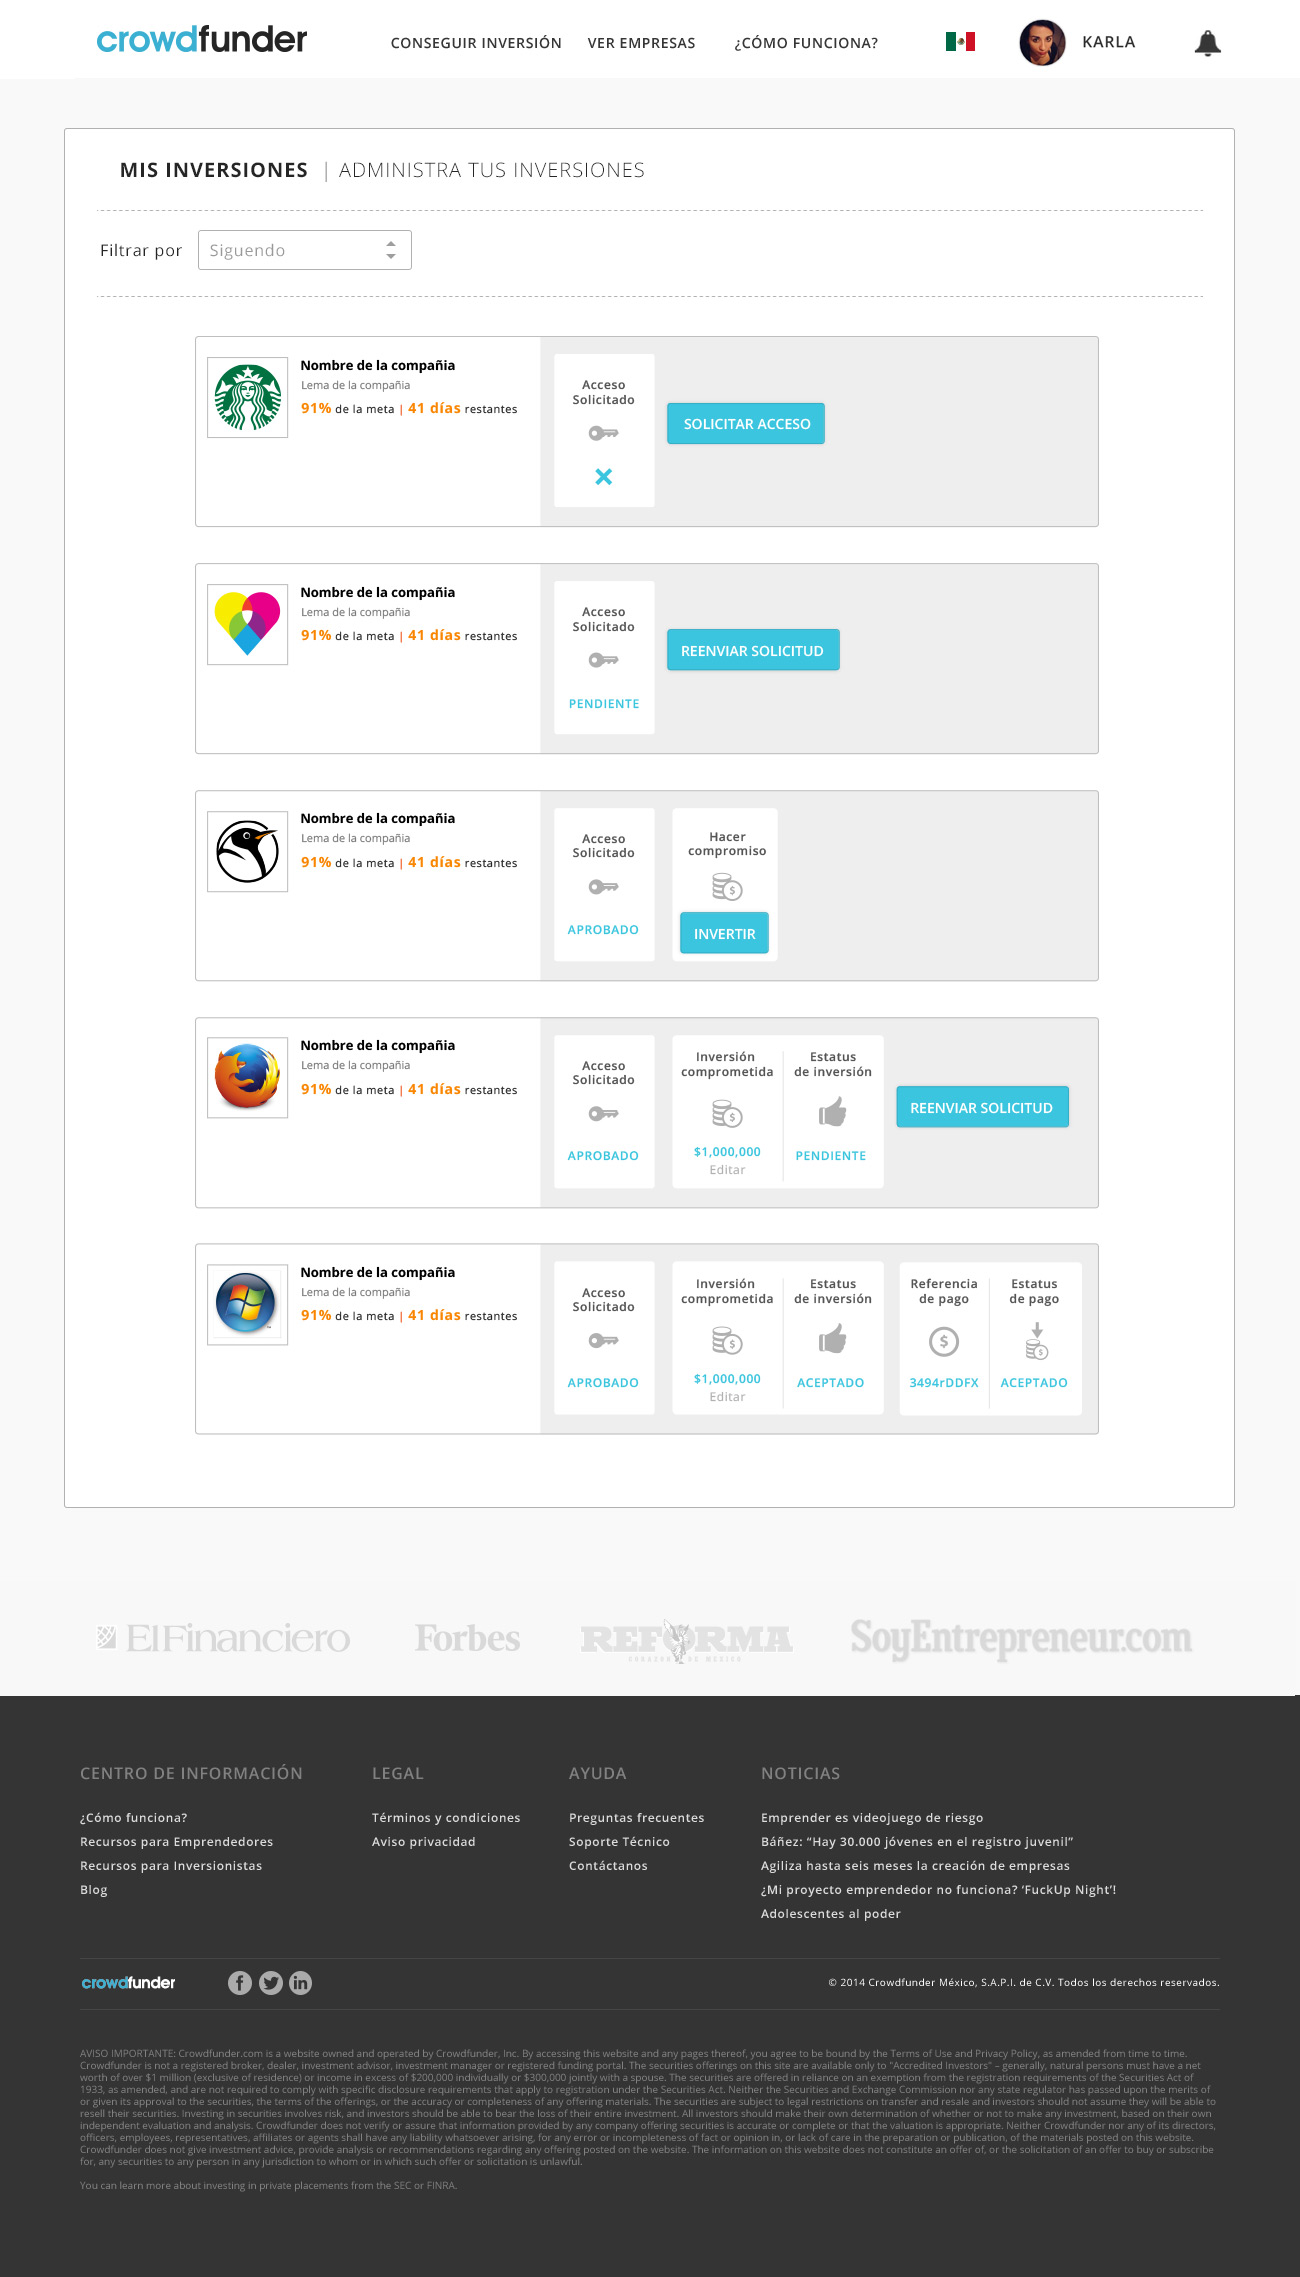 crowdfunder
CONSEGUIR INVERSIÓN VER EMPRESAS ¿CÓMO FUNCIONA? KARLA
MIS INVERSIONES | ADMINISTRA TUS INVERSIONES
Filtrar por Siguendo
Nombre de la compañia
Lema de la compañia
91% de la meta | 41 días restantes
Acceso
Solicitado
SOLICITAR ACCESO
Nombre de la compañia
Lema de la compañia
91% de la meta | 41 días restantes
Acceso
Solicitado
PENDIENTE
REENVIAR SOLICITUD
Nombre de la compañia
Lema de la compañia
91% de la meta | 41 días restantes
Acceso
Solicitado
APROBADO
Hacer
compromiso
$
INVERTIR
Nombre de la compañia
Lema de la compañia
91% de la meta | 41 días restantes
Acceso
Solicitado
APROBADO
Inversión
comprometida
$
$1,000,000
Editar
Estatus
de inversión
PENDIENTE
REENVIAR SOLICITUD
Nombre de la compañia
Lema de la compañia
91% de la meta | 41 días restantes
Acceso
Solicitado
APROBADO
Inversión
comprometida
$
$1,000,000
Editar
Estatus
de inversión
ACEPTADO
Referencia
de pago
$
3494rDDFX
Estatus
de pago
$
ACEPTADO
El Financiero Forbes REFORMA SoyEntrepreneur.com
CORAZON DE MEXICO
CENTRO DE INFORMACIÓN
¿Cómo funciona?
Recursos para Emprendedores
Recursos para Inversionistas
Blog
LEGAL
Términos y condiciones
Aviso privacidad
AYUDA
Preguntas frecuentes
Soporte Técnico
Contáctanos
NOTICIAS
Emprender es videojuego de riesgo
Báñez: “Hay 30.000 jóvenes en el registro juvenil”
Agiliza hasta seis meses la creación de empresas
¿Mi proyecto emprendedor no funciona? ‘FuckUp Night’!
Adolescentes al poder
crowdfunder f in © 2014 Crowdfunder México, S.A.P.I. de C.V. Todos los derechos reservados.
AVISO IMPORTANTE: Crowdfunder.com is a website owned and operated by Crowdfunder, Inc. By accessing this website and any pages thereof, you agree to be bound by the Terms of Use and Privacy Policy, as amended from time to time.
Crowdfunder is not a registered broker, dealer, investment advisor, investment manager or registered funding portal. The securities offerings on this site are available only to "Accredited Investors" – generally, natural persons must have a net
worth of over $1 million (exclusive of residence) or income in excess of $200,000 individually or $300,000 jointly with a spouse. The securities are offered in reliance on an exemption from the registration requirements of the Securities Act of
1933, as amended, and are not required to comply with specific disclosure requirements that apply to registration under the Securities Act. Neither the Securities and Exchange Commission nor any state regulator has passed upon the merits of
or given its approval to the securities, the terms of the offerings, or the accuracy or completeness of any offering materials. The securities are subject to legal restrictions on transfer and resale and investors should not assume they will be able to
resell their securities. Investing in securities involves risk, and investors should be able to bear the loss of their entire investment. All investors should make their own determination of whether or not to make any investment, based on their own
independent evaluation and analysis. Crowdfunder does not verify or assure that information provided by any company offering securities is accurate or complete or that the valuation is appropriate. Neither Crowdfunder nor any of its directors,
officers, employees, representatives, affiliates or agents shall have any liability whatsoever arising, for any error or incompleteness of fact or opinion in, or lack of care in the preparation or publication, of the materials posted on this website.
Crowdfunder does not give investment advice, provide analysis or recommendations regarding any offering posted on the website. The information on this website does not constitute an offer of, or the solicitation of an offer to buy or subscribe
for, any securities to any person in any jurisdiction to whom or in which such offer or solicitation is unlawful.
You can learn more about investing in private placements from the SEC or FINRA.